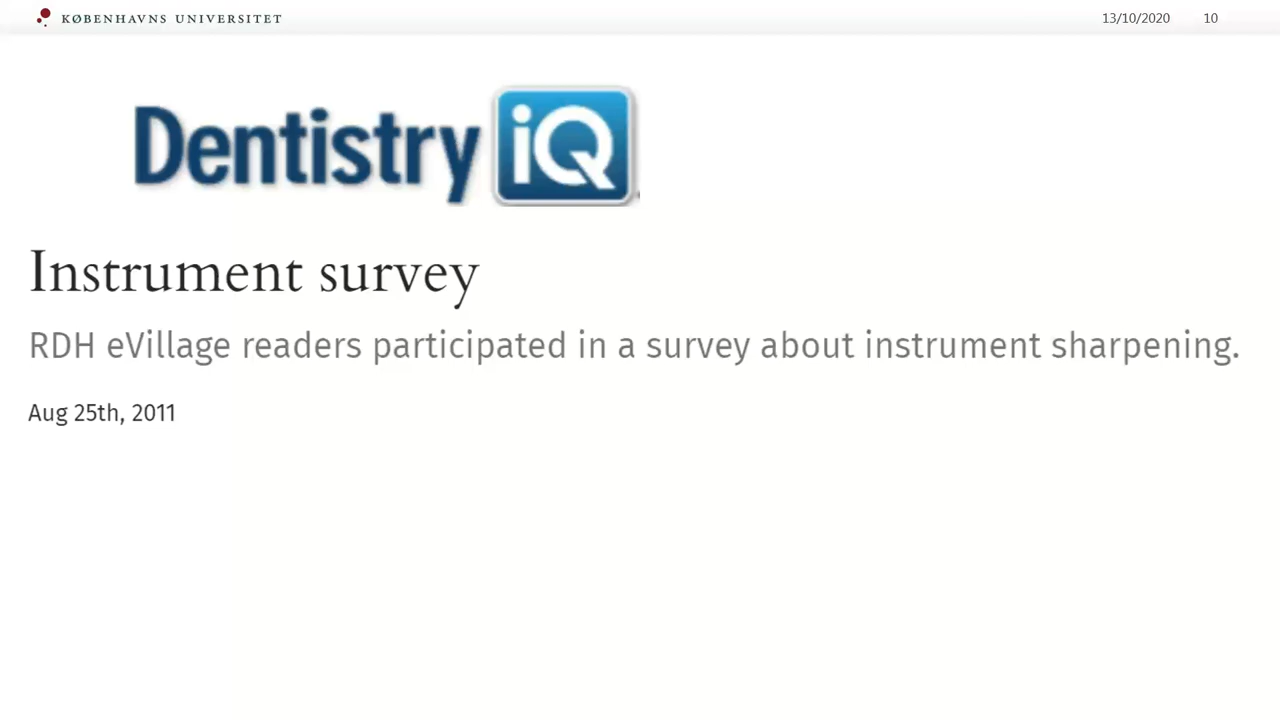 KØBENHAVNS UNIVERSITET
13/10/2020 10
Dentistry iQ
Instrument survey
RDH eVillage readers participated in a survey about instrument sharpening.
Aug 25th, 2011